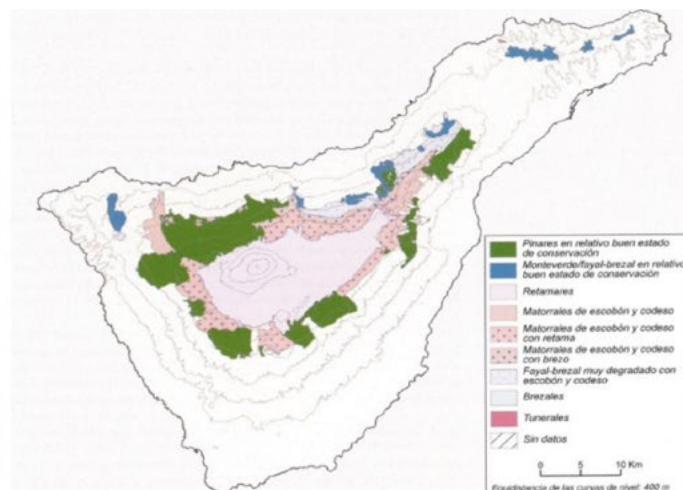 Pinares en relativo buen estado
de conservación
Monteverde/fayal-brezal en relativo
buen estado de conservación
Retamares
Matorrales de escobón y codeso
Matorrales de escobón y codeso
con retama
Matorrales de escobón y codeso
con brezo
Fayal-brezal muy degradado con
escobón y codeso
Brezales
Tunerales
Sin datos
0 5 10 Km
Equidistancia de las curvas de nivel: 400 m